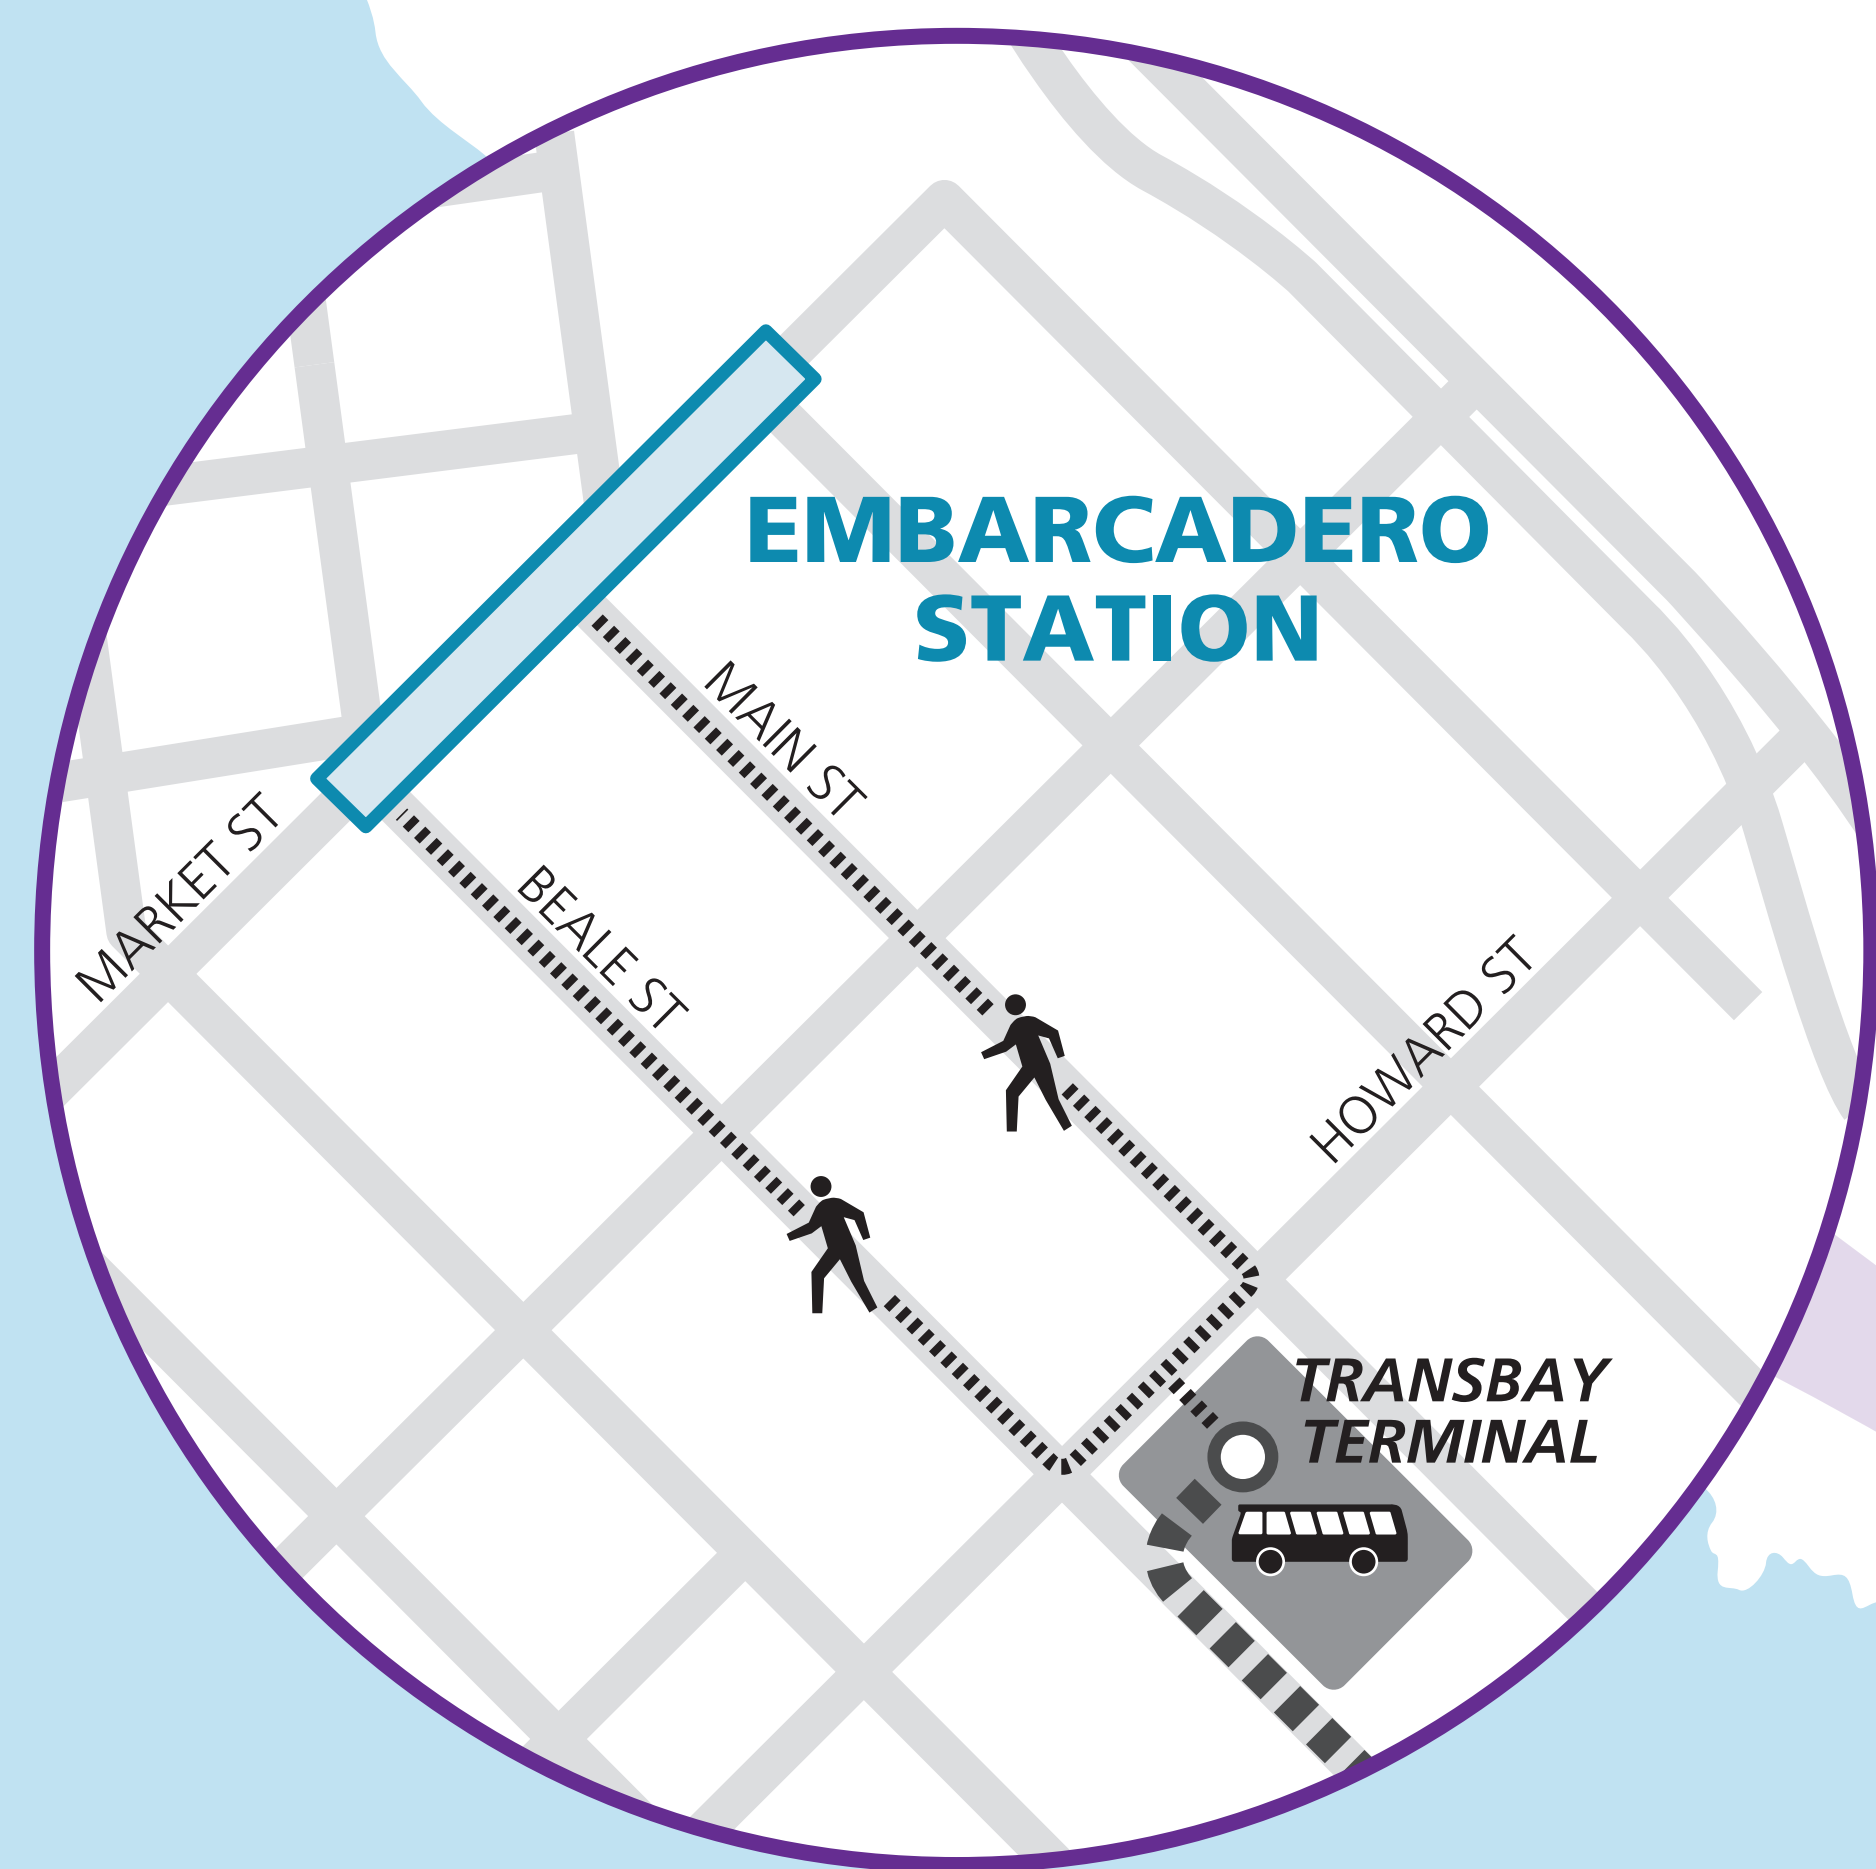 EMBARCADERO
STATION
MAIN ST
MARKET ST
BEALE ST
HOWARD ST
TRANSBAY
TERMINAL